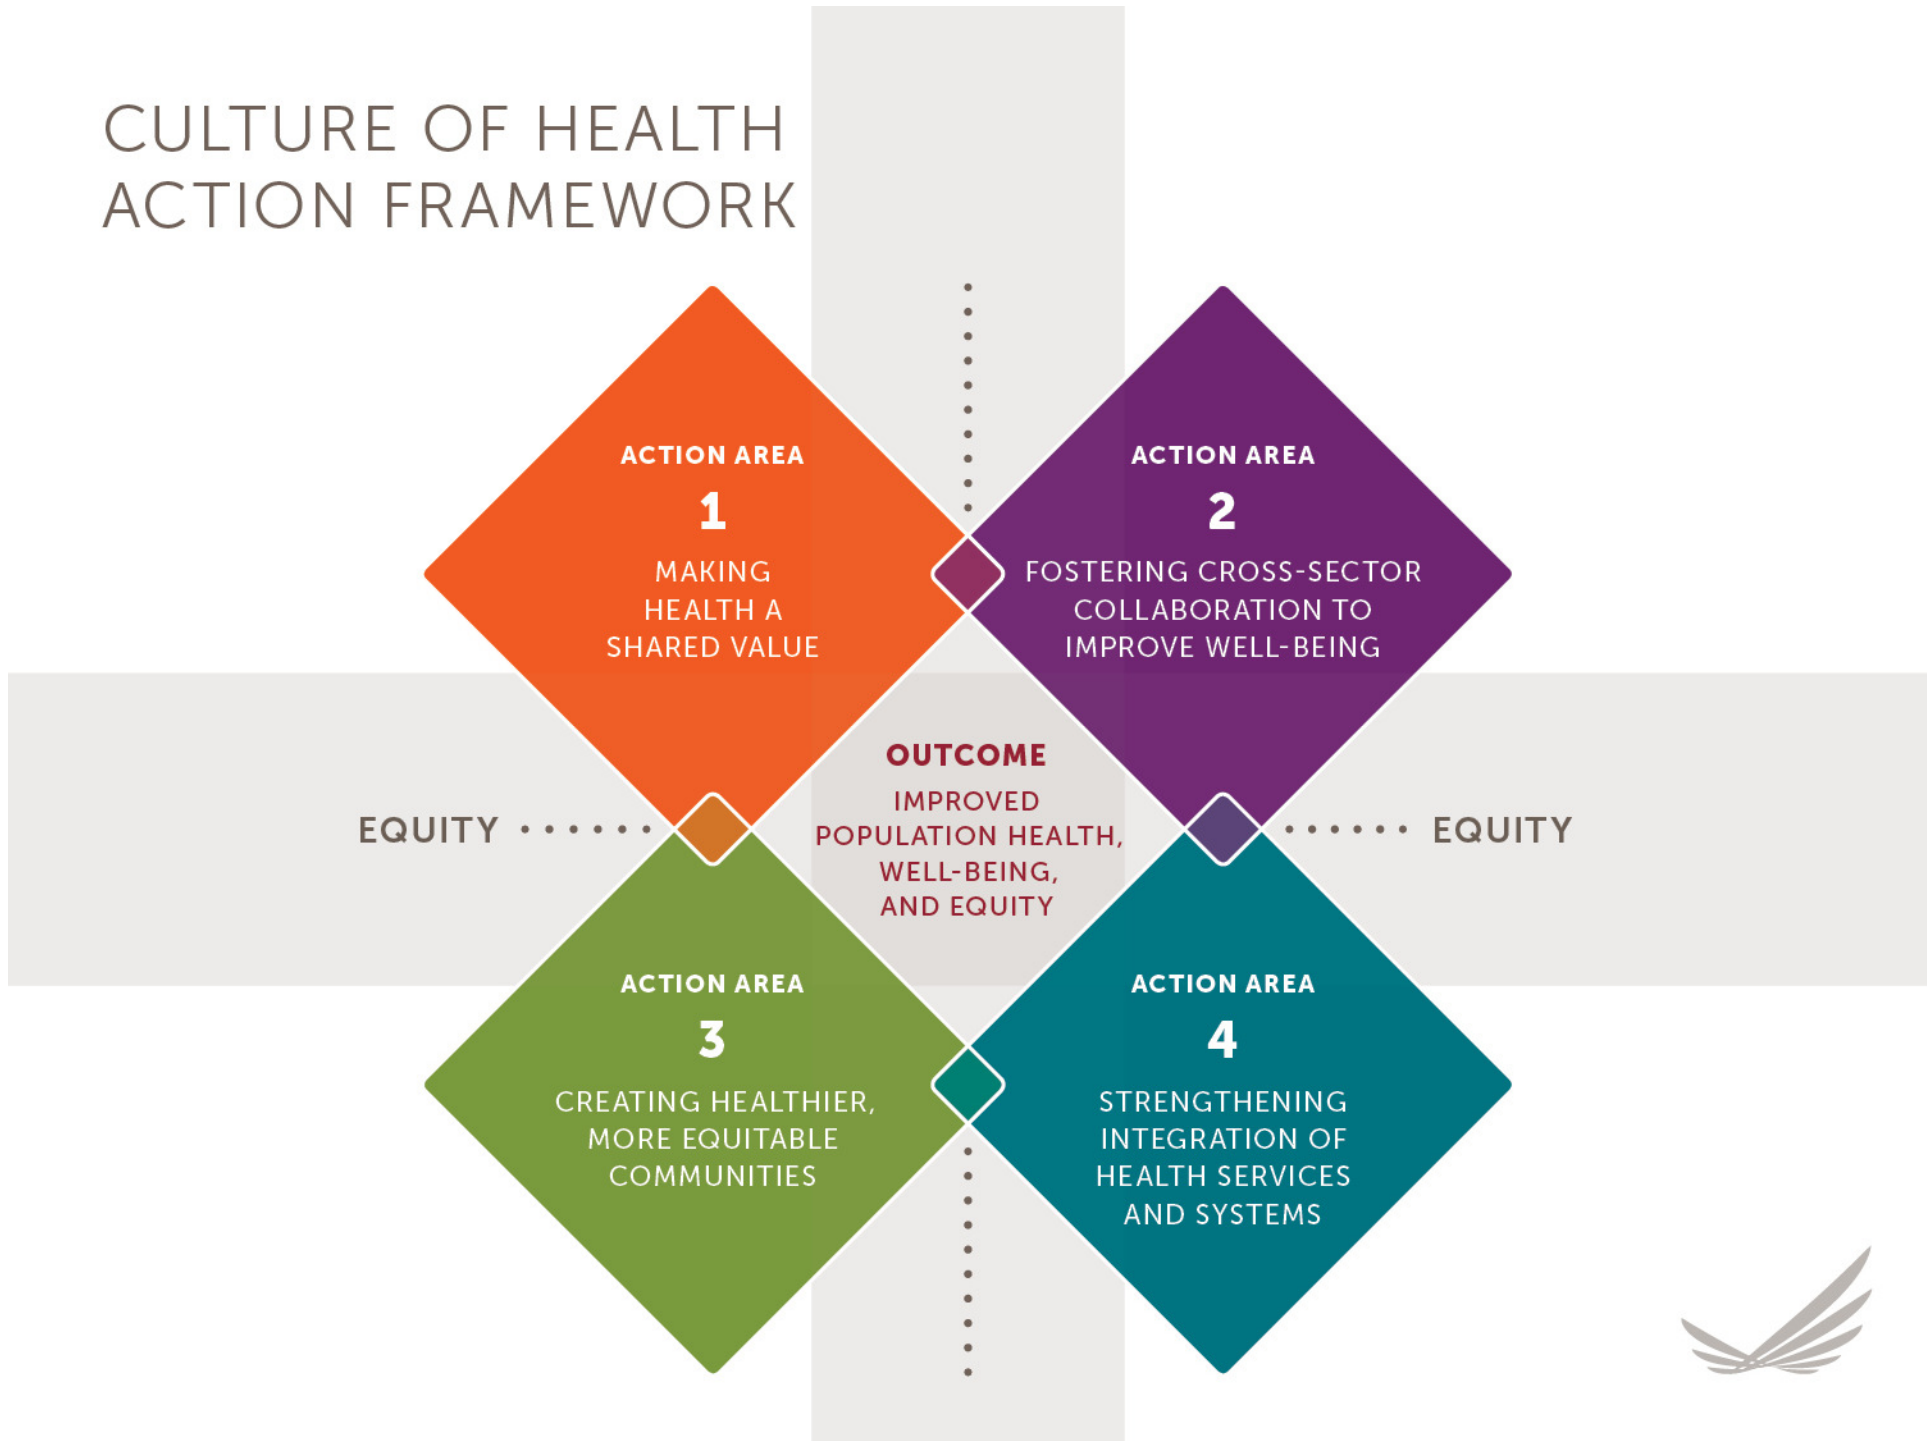 CULTURE OF HEALTH
ACTION FRAMEWORK
ACTION AREA
1
MAKING
HEALTH A
SHARED VALUE
ACTION AREA
2
FOSTERING CROSS-SECTOR
COLLABORATION TO
IMPROVE WELL-BEING
OUTCOME
IMPROVED
POPULATION HEALTH,
WELL-BEING,
AND EQUITY
EQUITY
EQUITY
ACTION AREA
3
CREATING HEALTHIER,
MORE EQUITABLE
COMMUNITIES
ACTION AREA
4
STRENGTHENING
INTEGRATION OF
HEALTH SERVICES
AND SYSTEMS